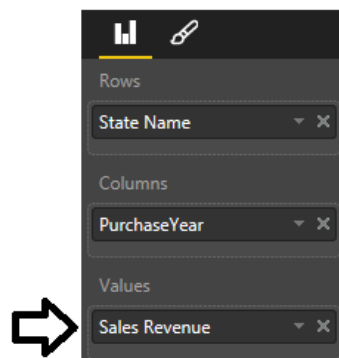 Rows
State Name
Columns
PurchaseYear
Values
Sales Revenue